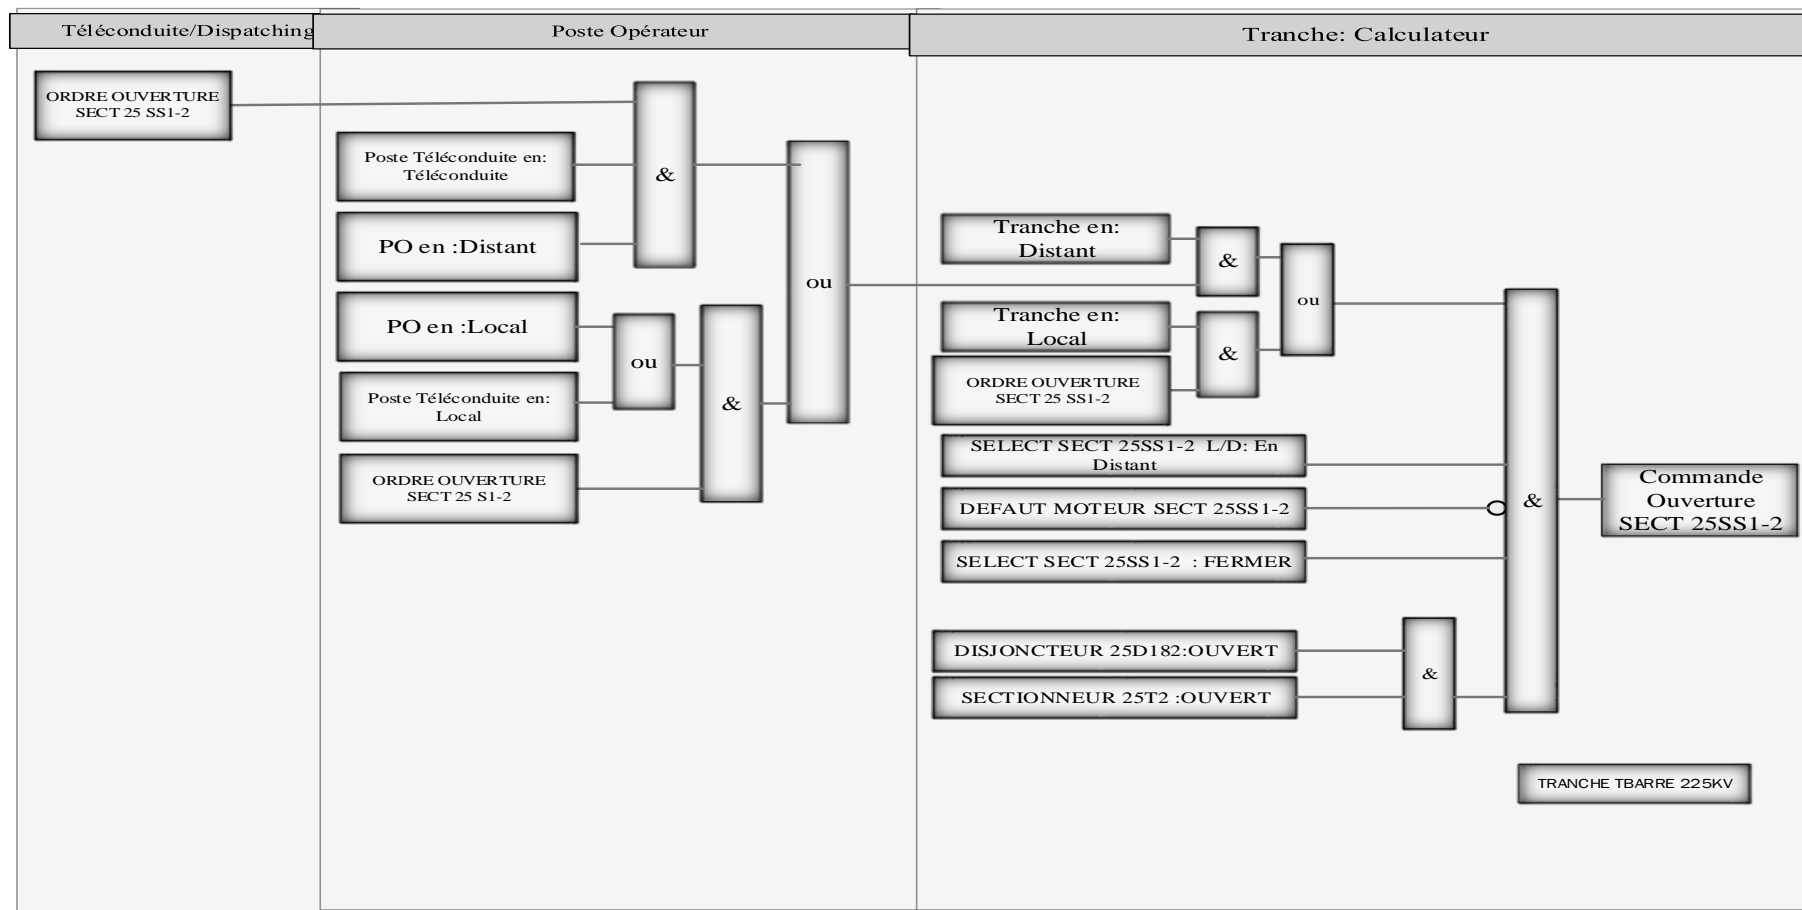 Téléconduite/Dispatching
Poste Opérateur
Tranche: Calculateur
ORDRE OUVERTURE
SECT 25 SS1-2
Poste Téléconduite en:
Téléconduite
&
PO en :Distant
PO en :Local
ou
Poste Téléconduite en:
Local
&
ORDRE OUVERTURE
SECT 25 S1-2
ou
Tranche en:
Distant
&
ou
Tranche en:
Local
&
ORDRE OUVERTURE
SECT 25 SS1-2
SELECT SECT 25SS1-2 L/D: En
Distant
DEFAUT MOTEUR SECT 25SS1-2
SELECT SECT 25SS1-2 : FERMER
&
Commande
Ouverture
SECT 25SS1-2
DISJONCTEUR 25D182:OUVERT
SECTIONNEUR 25T2 :OUVERT
&
TRANCHE TBARRE 225KV